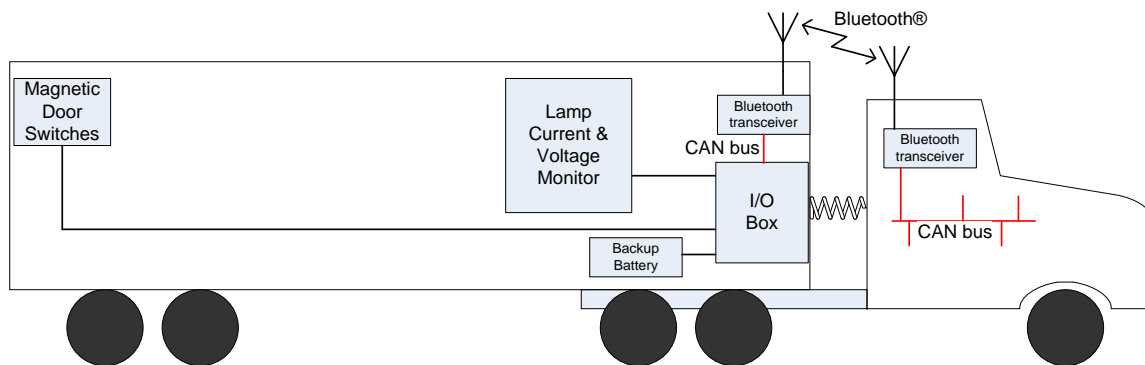 Bluetooth®
Magnetic
Door
Switches
Lamp
Current &
Voltage
Monitor
Bluetooth
transceiver
CAN bus
Bluetooth
transceiver
I/O
Box
CAN bus
Backup
Battery